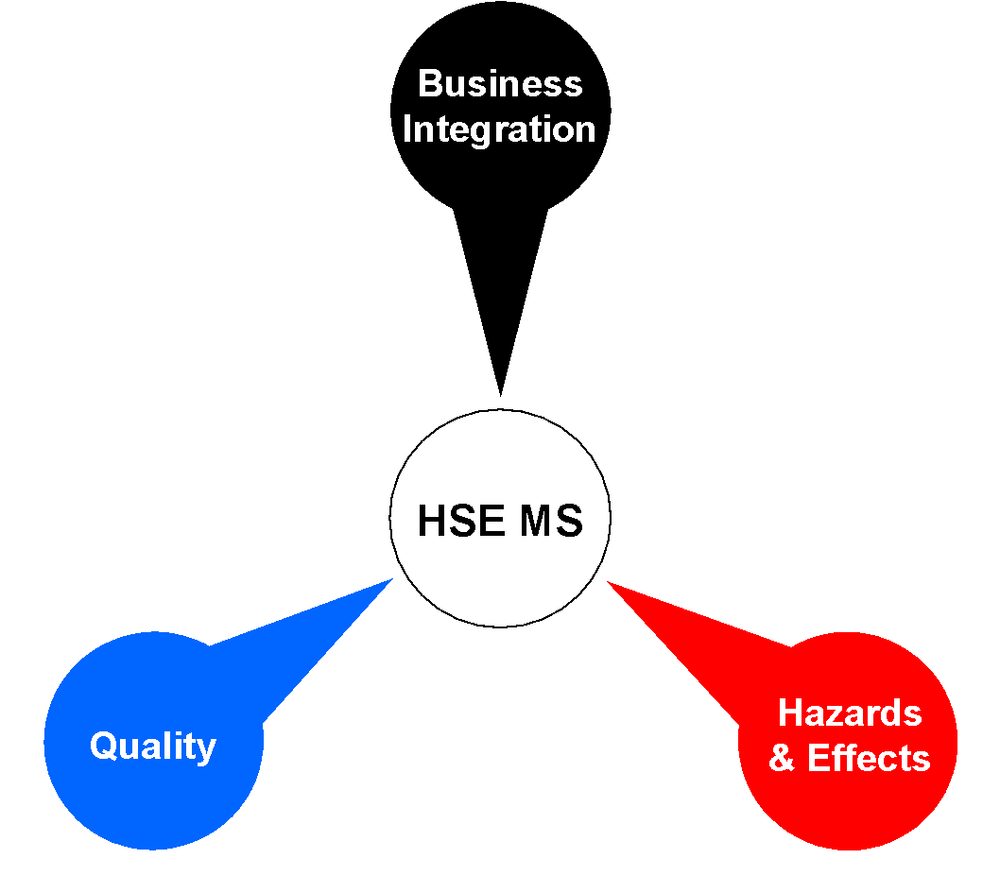 Business
Integration
HSE MS
Quality
Hazards
& Effects